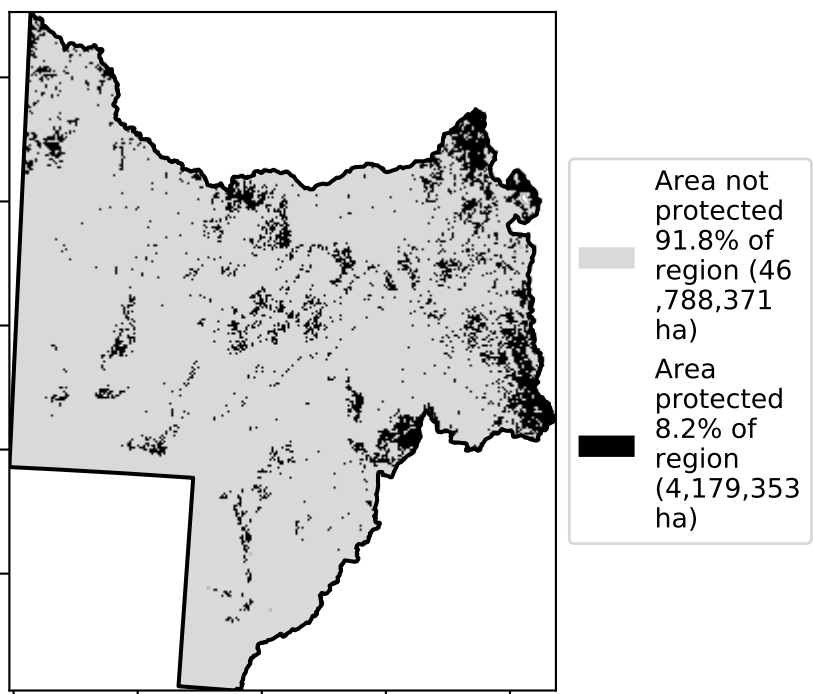 Area not
protected
91.8% of
region (46
,788,371
ha)
Area
protected
8.2% of
region
(4,179,353
ha)